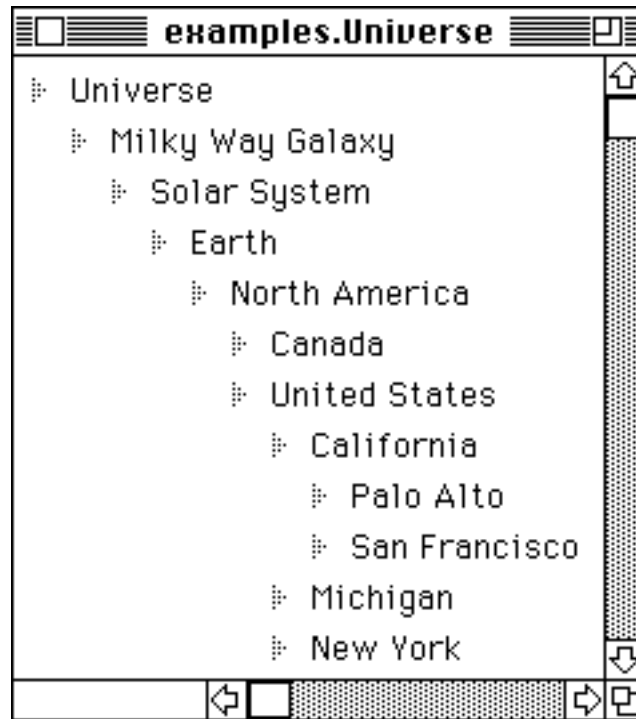 examples.Universe
Universe
Milky Way Galaxy
Solar System
Earth
North America
Canada
United States
California
Palo Alto
San Francisco
Michigan
New York